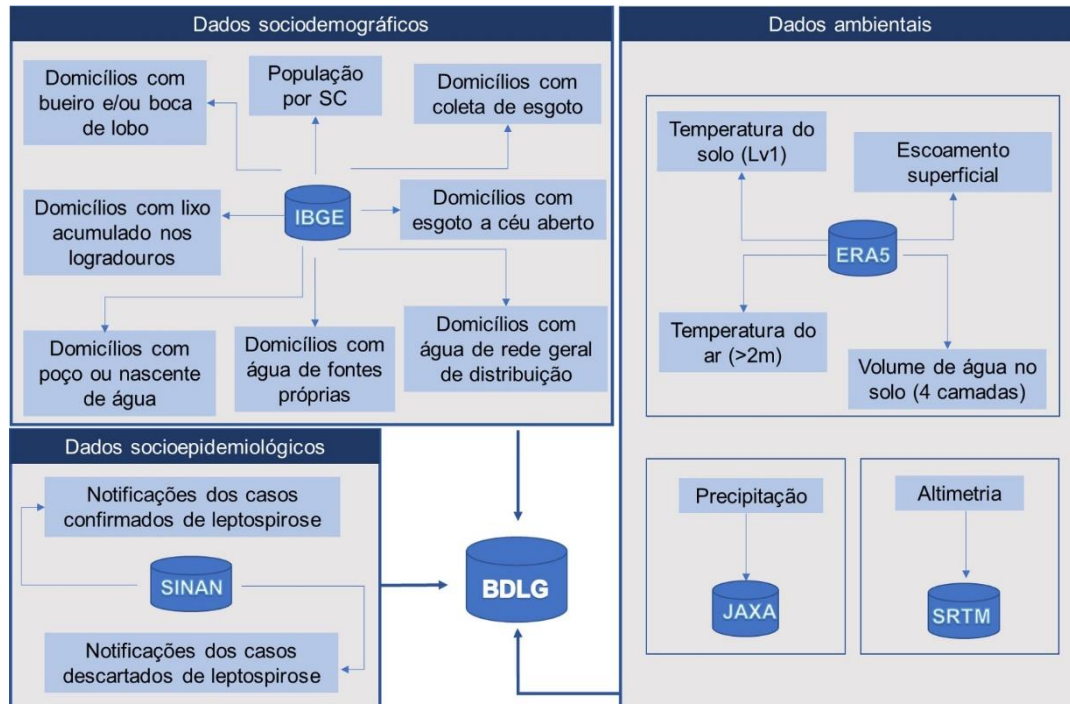 Dados sociodemográficos
Domicílios com
bueiro e/ou boca
de lobo
População
por SC
Domicílios com
coleta de esgoto
Domicílios com lixo
acumulado nos
logradouros
IBGE
Domicílios com
esgoto a céu aberto
Domicílios com
poço ou nascente
de água
Domicílios com
água de fontes
próprias
Domicílios com
água de rede geral
de distribuição
Dados socioepidemiológicos
Notificações dos casos
confirmados de leptospirose
SINAN
Notificações dos casos
descartados de leptospirose
BDLG
Dados ambientais
Temperatura do
solo (Lv1)
Escoamento
superficial
ERA5
Temperatura do
ar (>2m)
Volume de água no
solo (4 camadas)
Precipitação
JAXA
Altimetria
SRTM